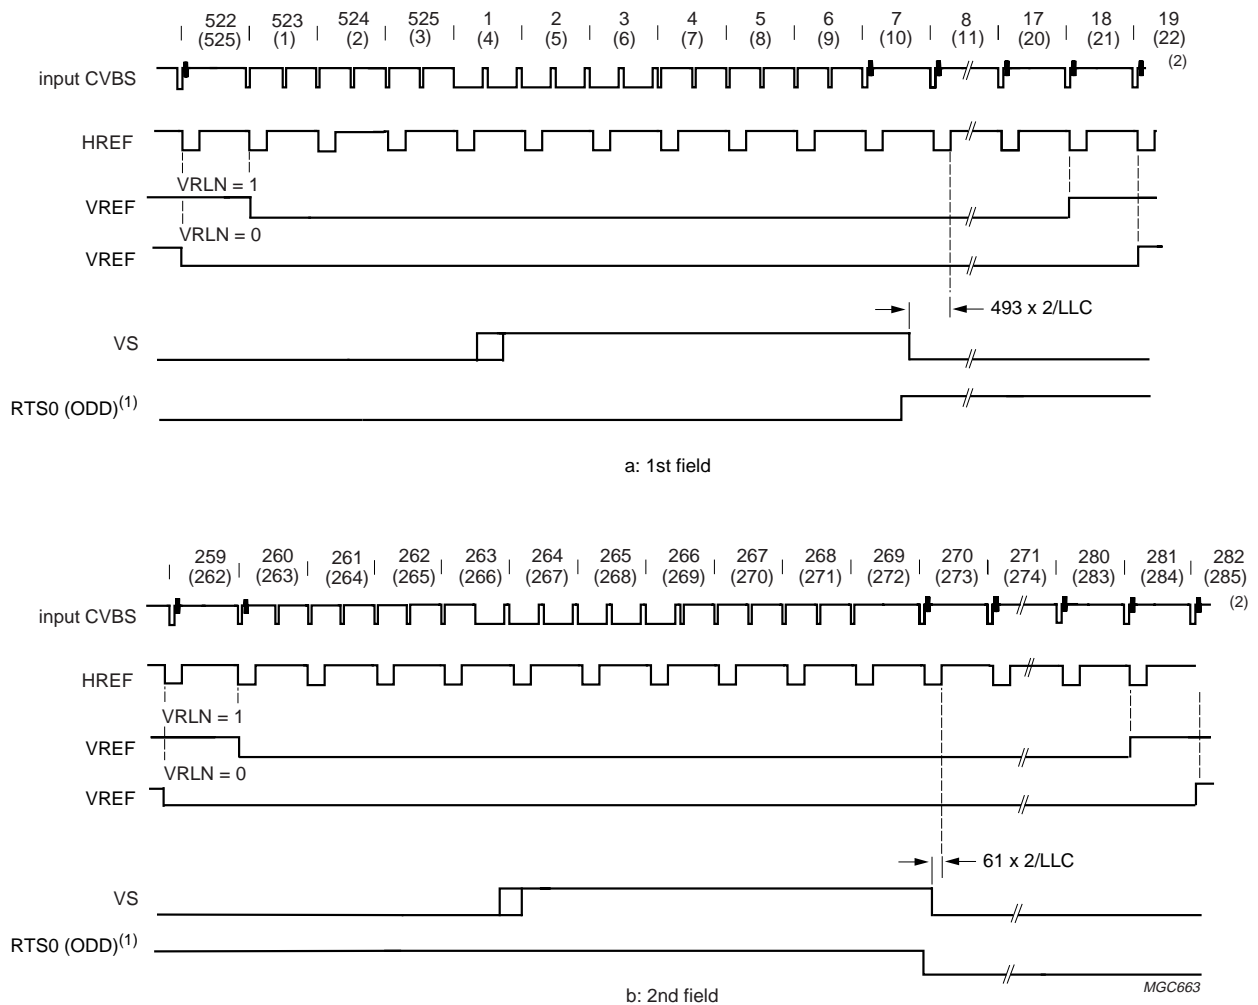 522 523 524 525 1 2 3 4 5 6 7 8 17 18 19
(525) (1) (2) (3) (4) (5) (6) (7) (8) (9) (10) (11) (20) (21) (22)
input CVBS (2)
HREF
VRLN = 1
VREF
VRLN = 0
VREF
493 x 2/LLC
VS
RTS0 (ODD)(1)
a: 1st field
259 260 261 262 263 264 265 266 267 268 269 270 271 280 281 282
(262) (263) (264) (265) (266) (267) (268) (269) (270) (271) (272) (273) (274) (283) (284) (285)
input CVBS (2)
HREF
VRLN = 1
VREF
VRLN = 0
VREF
61 x 2/LLC
VS
RTS0 (ODD)(1)
MGC663
b: 2nd field